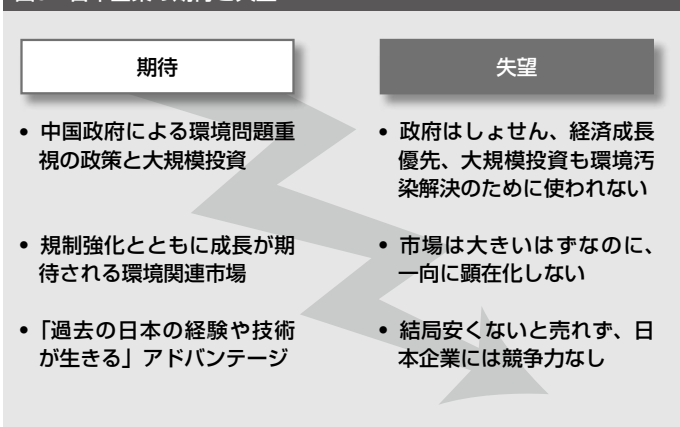 期待
• 中国政府による環境問題重
視の政策と大規模投資
• 規制強化とともに成長が期
待される環境関連市場
• 「過去の日本の経験や技術
が生きる」アドバンテージ
失望
• 政府はしょせん、経済成長
優先、大規模投資も環境汚
染解決のために使われない
• 市場は大きいはずなのに、
一向に顕在化しない
• 結局安くないと売れず、日
本企業には競争力なし